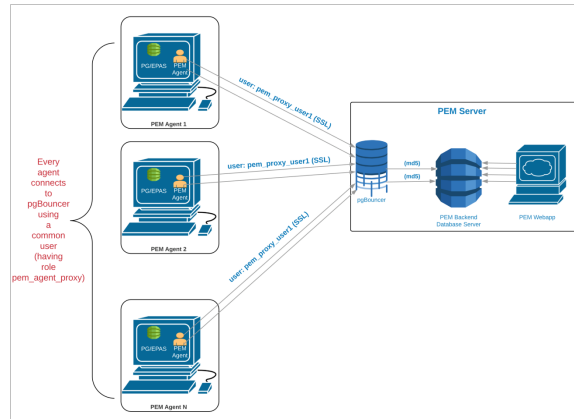 Every
agent
connects
to
pgBouncer
using
a
common
user
(having
role
pem_agent_proxy)
PG/EPAS
PEM
Agent
PEM Agent 1
user: pem_proxy_user1 (SSL)
PG/EPAS
PEM
Agent
PEM Agent 2
user: pem_proxy_user1 (SSL)
PG/EPAS
PEM
Agent
PEM Agent N
user: pem_proxy_user1 (SSL)
PEM Server
pgBouncer
(md5)
(md5)
PEM Backend
Database Server
PEM Webapp